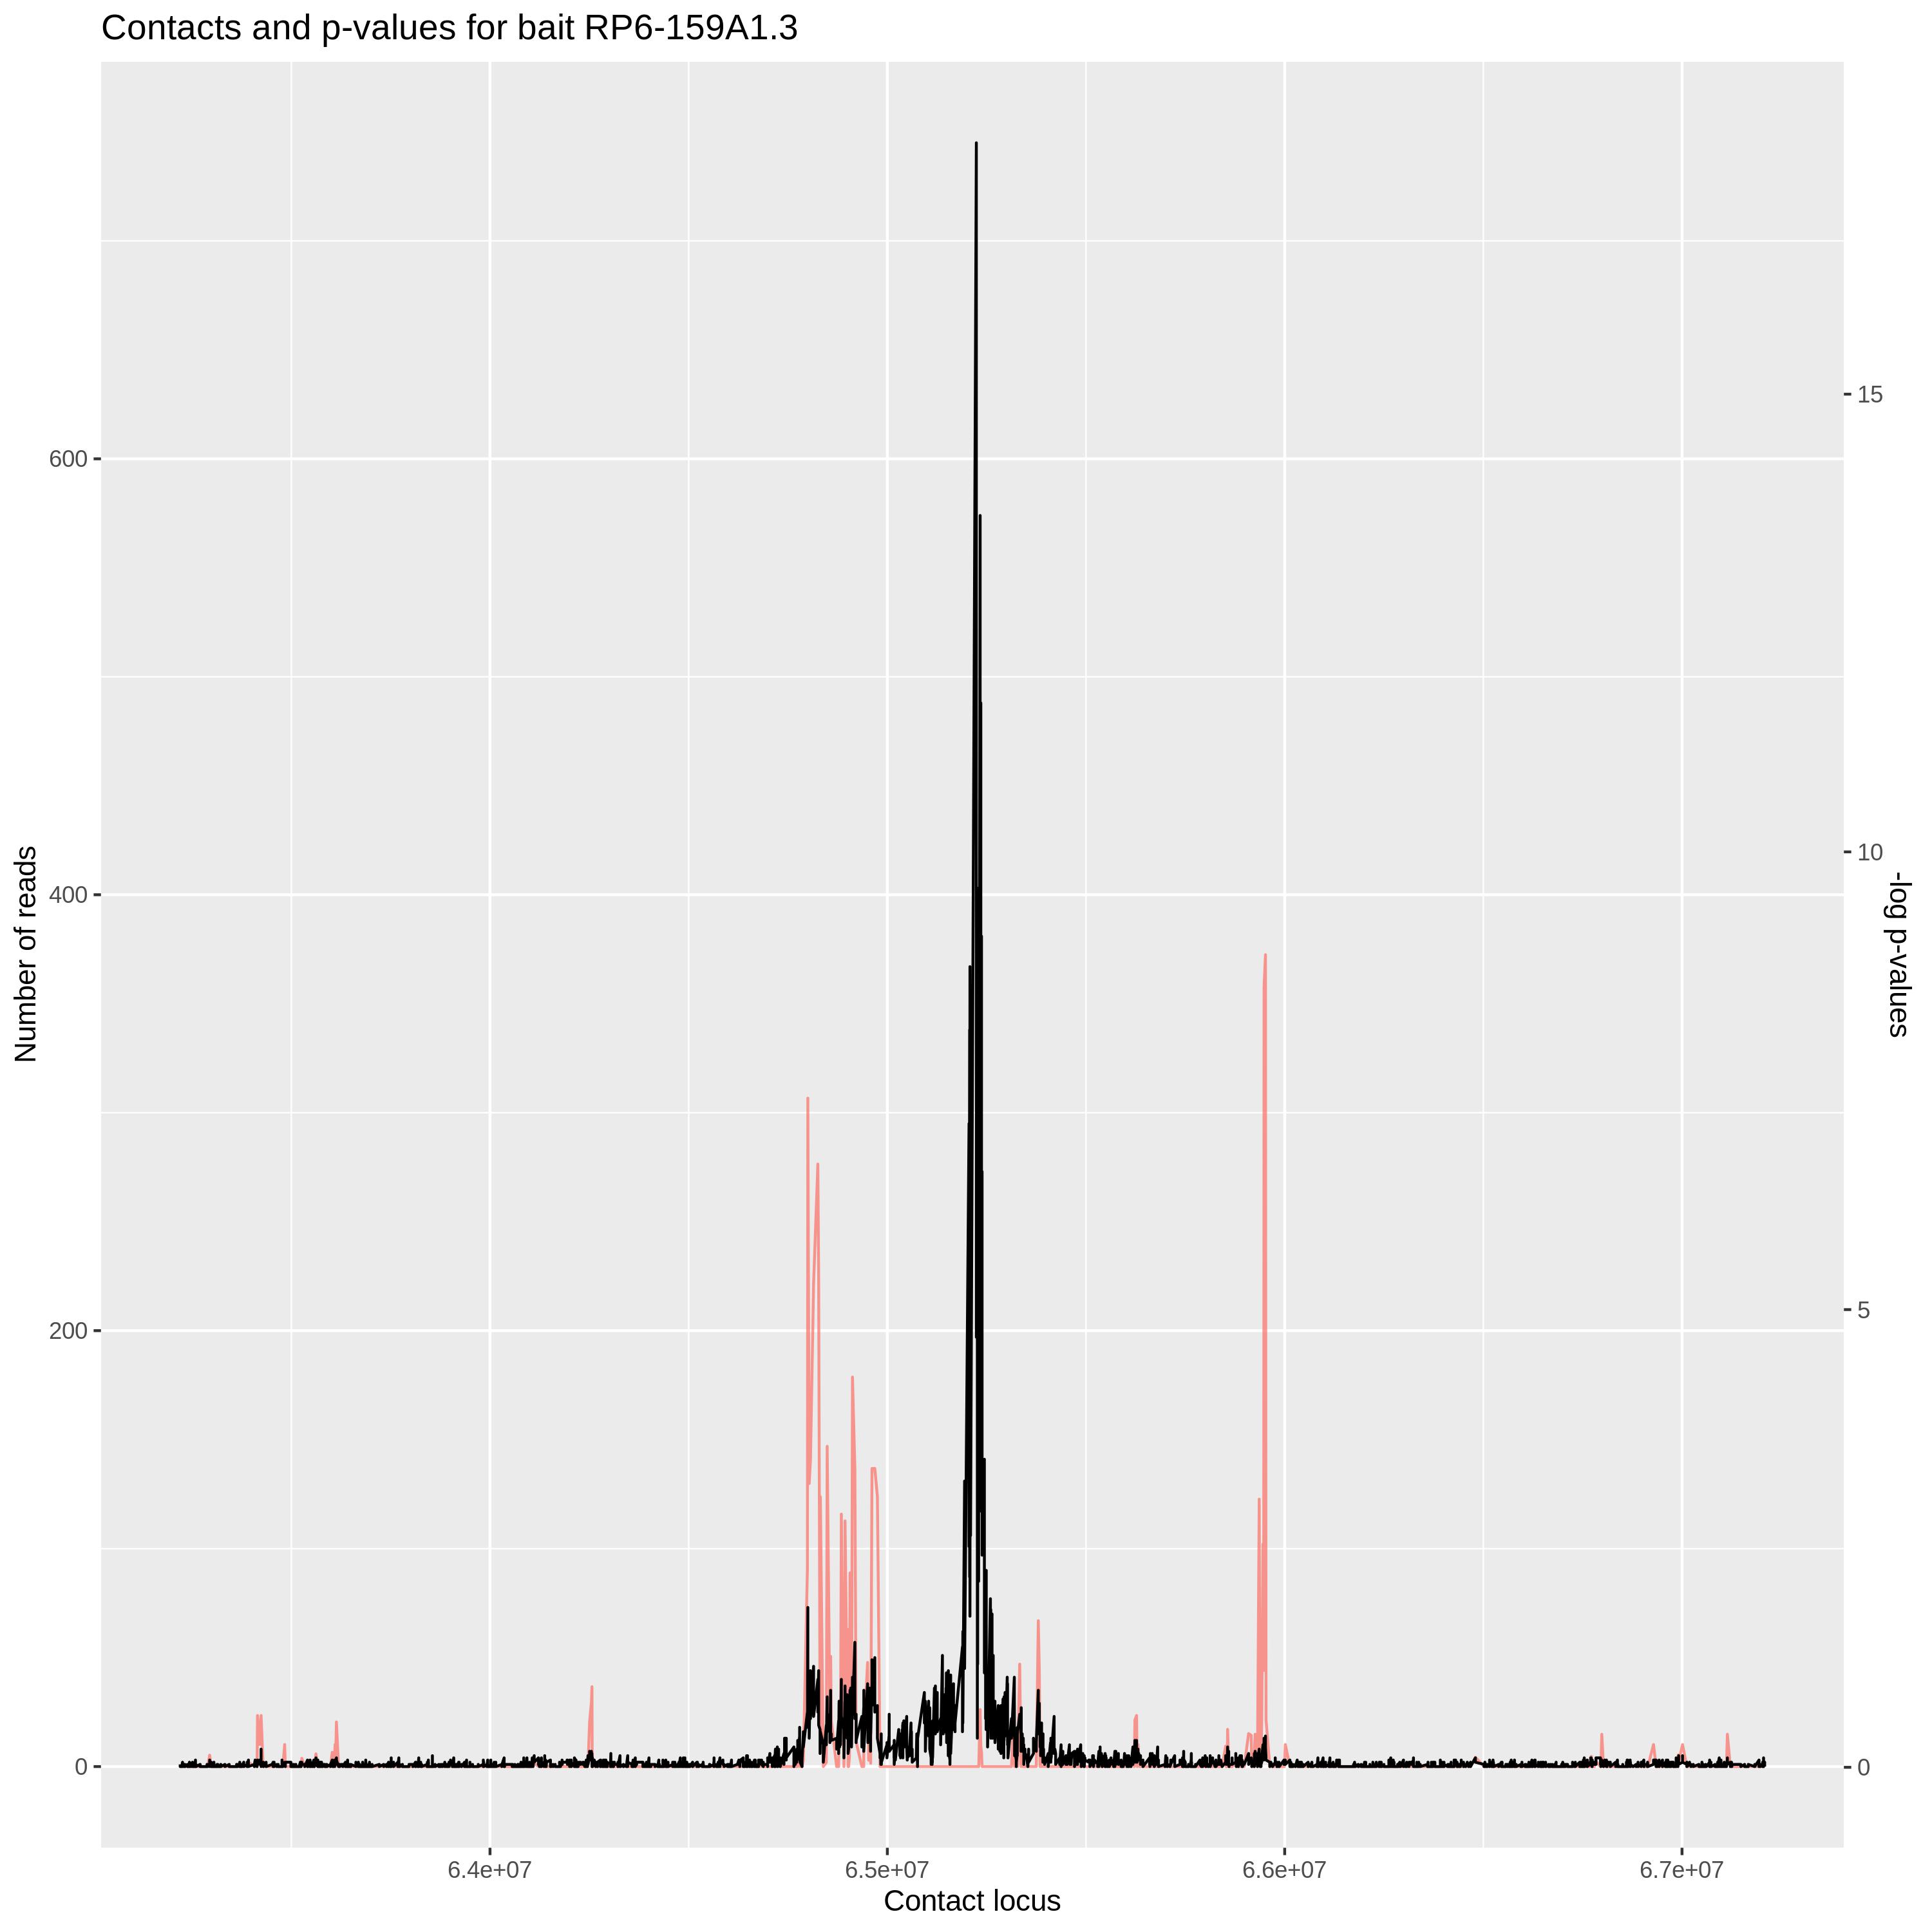 Contacts and p-values for bait RP6-159A1.3
600
400
200
0
15
10
5
0
Number of reads
-log p-values
6.4e+07 6.5e+07 6.6e+07 6.7e+07
Contact locus